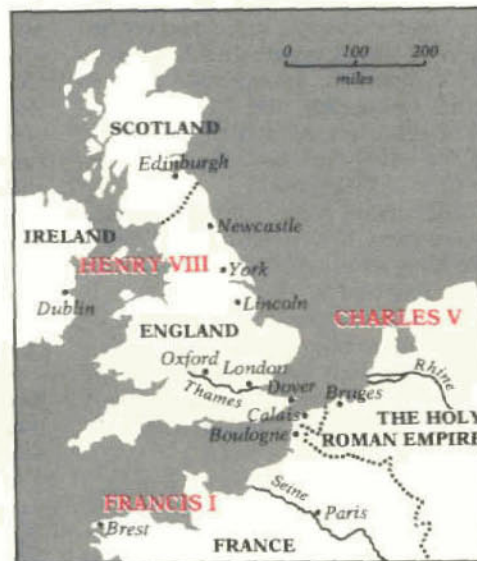 0 100 200
miles
SCOTLAND
Edinburgh
IRELAND
Newcastle
HENRY VIII
York
Dublin
Lincoln
ENGLAND
CHARLES V
Oxford
London
Thames
Dover
Rhine
Calais
Bruges
Boulogne
THE HOLY
ROMAN EMPIRE
FRANCIS I
Seine
Brest
Paris
FRANCE